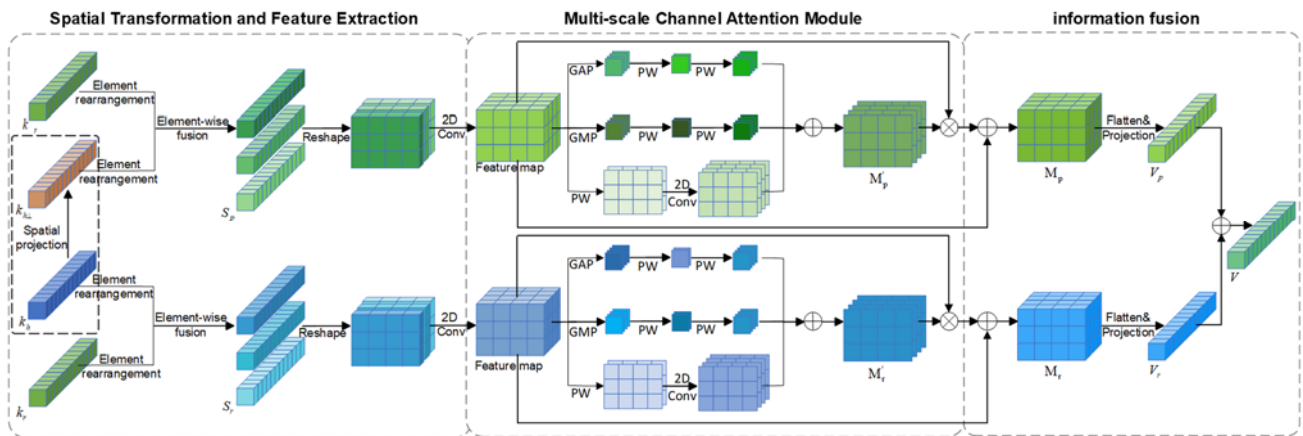 Spatial Transformation and Feature Extraction
Multi-scale Channel Attention Module
information fusion
k_r
Element
rearrangement
Element
rearrangement
k_h⊥
Spatial
projection
k_h
Element
rearrangement
Element
rearrangement
k_r
Element-wise
fusion
S_p
Reshape
2D
Conv
Element-wise
fusion
S_r
Reshape
2D
Conv
Feature map
GAP
PW
PW
GMP
PW
PW
PW
2D
Conv
M'_p
Feature map
GAP
PW
PW
GMP
PW
PW
PW
2D
Conv
M'_r
M_p
Flatten&
Projection
V_p
M_r
Flatten&
Projection
V_r
V